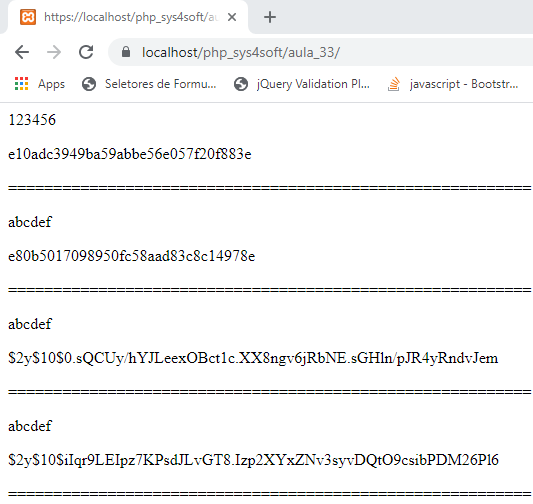 https://localhost/php_sys4soft/au
localhost/php_sys4soft/aula_33/
Apps Seletores de Formu... jQuery Validation Pl... javascript - Bootstr...
123456
e10adc3949ba59abbe56e057f20f883e
==========================================================
abcdef
e80b5017098950fc58aad83c8c14978e
==========================================================
abcdef
$2y$10$0.sQCUy/hYJLeexOBct1c.XX8ngv6jRbNE.sGHln/pJR4yRndvJem
==========================================================
abcdef
$2y$10$iIqr9LEIpz7KPsdJLvGT8.Izp2XYxZNv3syvDQtO9csibPDM26Pl6
==========================================================